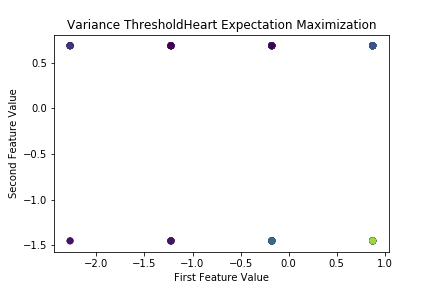 Variance ThresholdHeart Expectation Maximization
Second Feature Value
0.5
0.0
−0.5
−1.0
−1.5
−2.0 −1.5 −1.0 −0.5 0.0 0.5 1.0
First Feature Value